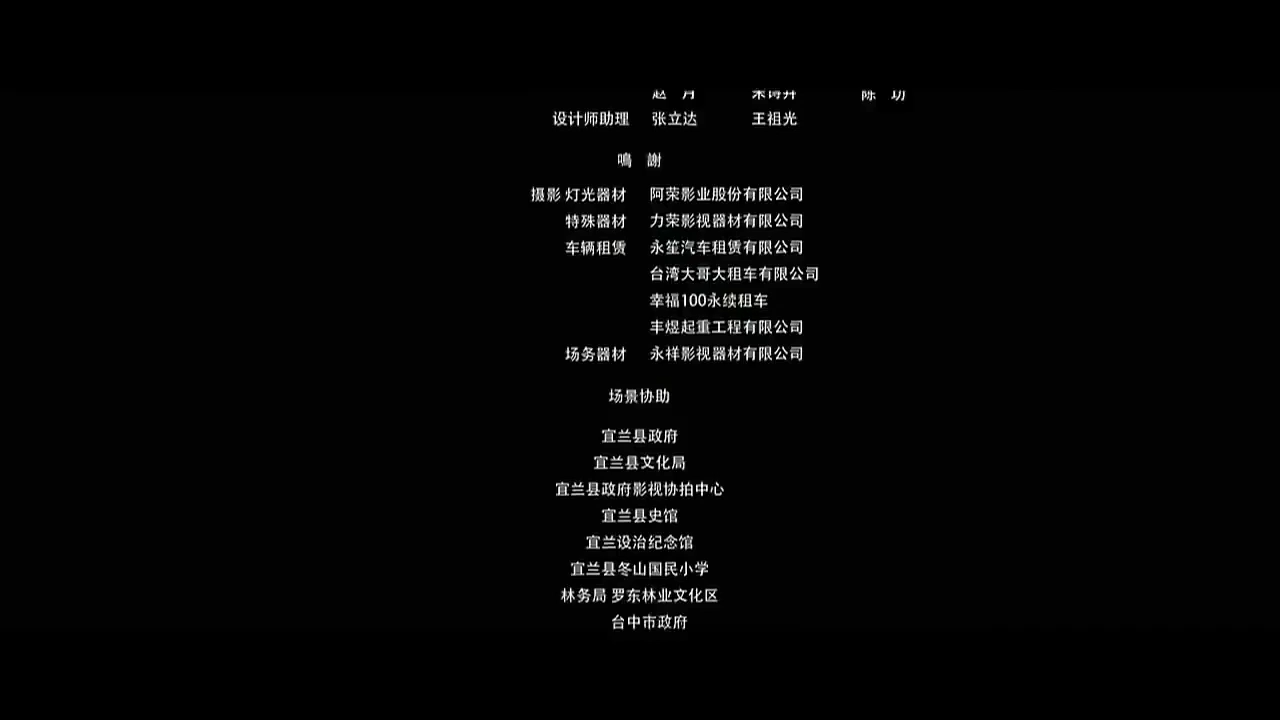 设计师助理 张立达 王祖光
鳴 謝
摄影 灯光器材 阿荣影业股份有限公司
特殊器材 力荣影视器材有限公司
车辆租赁 永笙汽车租赁有限公司
台湾大哥大租车有限公司
幸福100永续租车
丰煜起重工程有限公司
场务器材 永祥影视器材有限公司
场景协助
宜兰县政府
宜兰县文化局
宜兰县政府影视协拍中心
宜兰县史馆
宜兰设治纪念馆
宜兰县冬山国民小学
林务局 罗东林业文化区
台中市政府